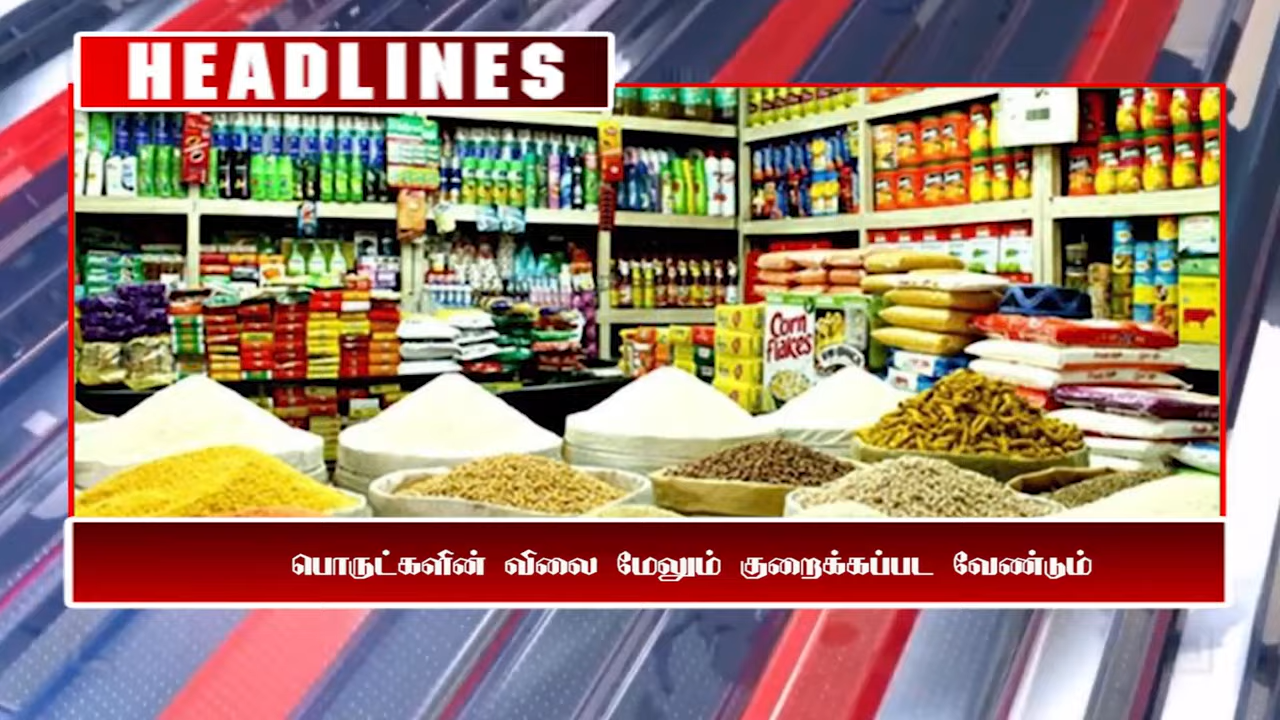 HEADLINES
Corn
flakes
பொருட்களின் விலை மேலும் குறைக்கப்பட வேண்டும்